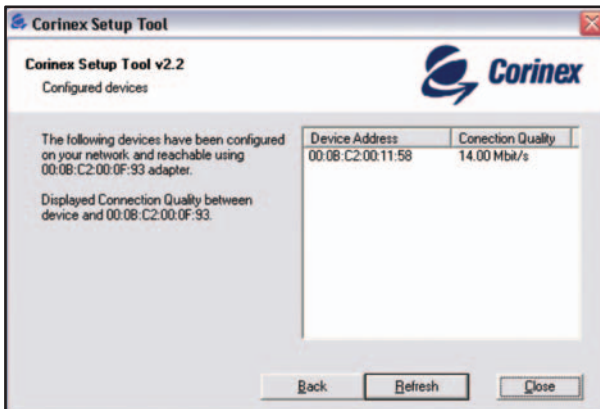 Corinex Setup Tool
Corinex Setup Tool v2.2
Configured devices
Corinex
The following devices have been configured
on your network and reachable using
00:0B:C2:00:0F:93 adapter.
Displayed Connection Quality between
device and 00:0B:C2:00:0F:93.
Device Address Conection Quality
00:0B:C2:00:11:58 14.00 Mbit/s
Back Refresh Close